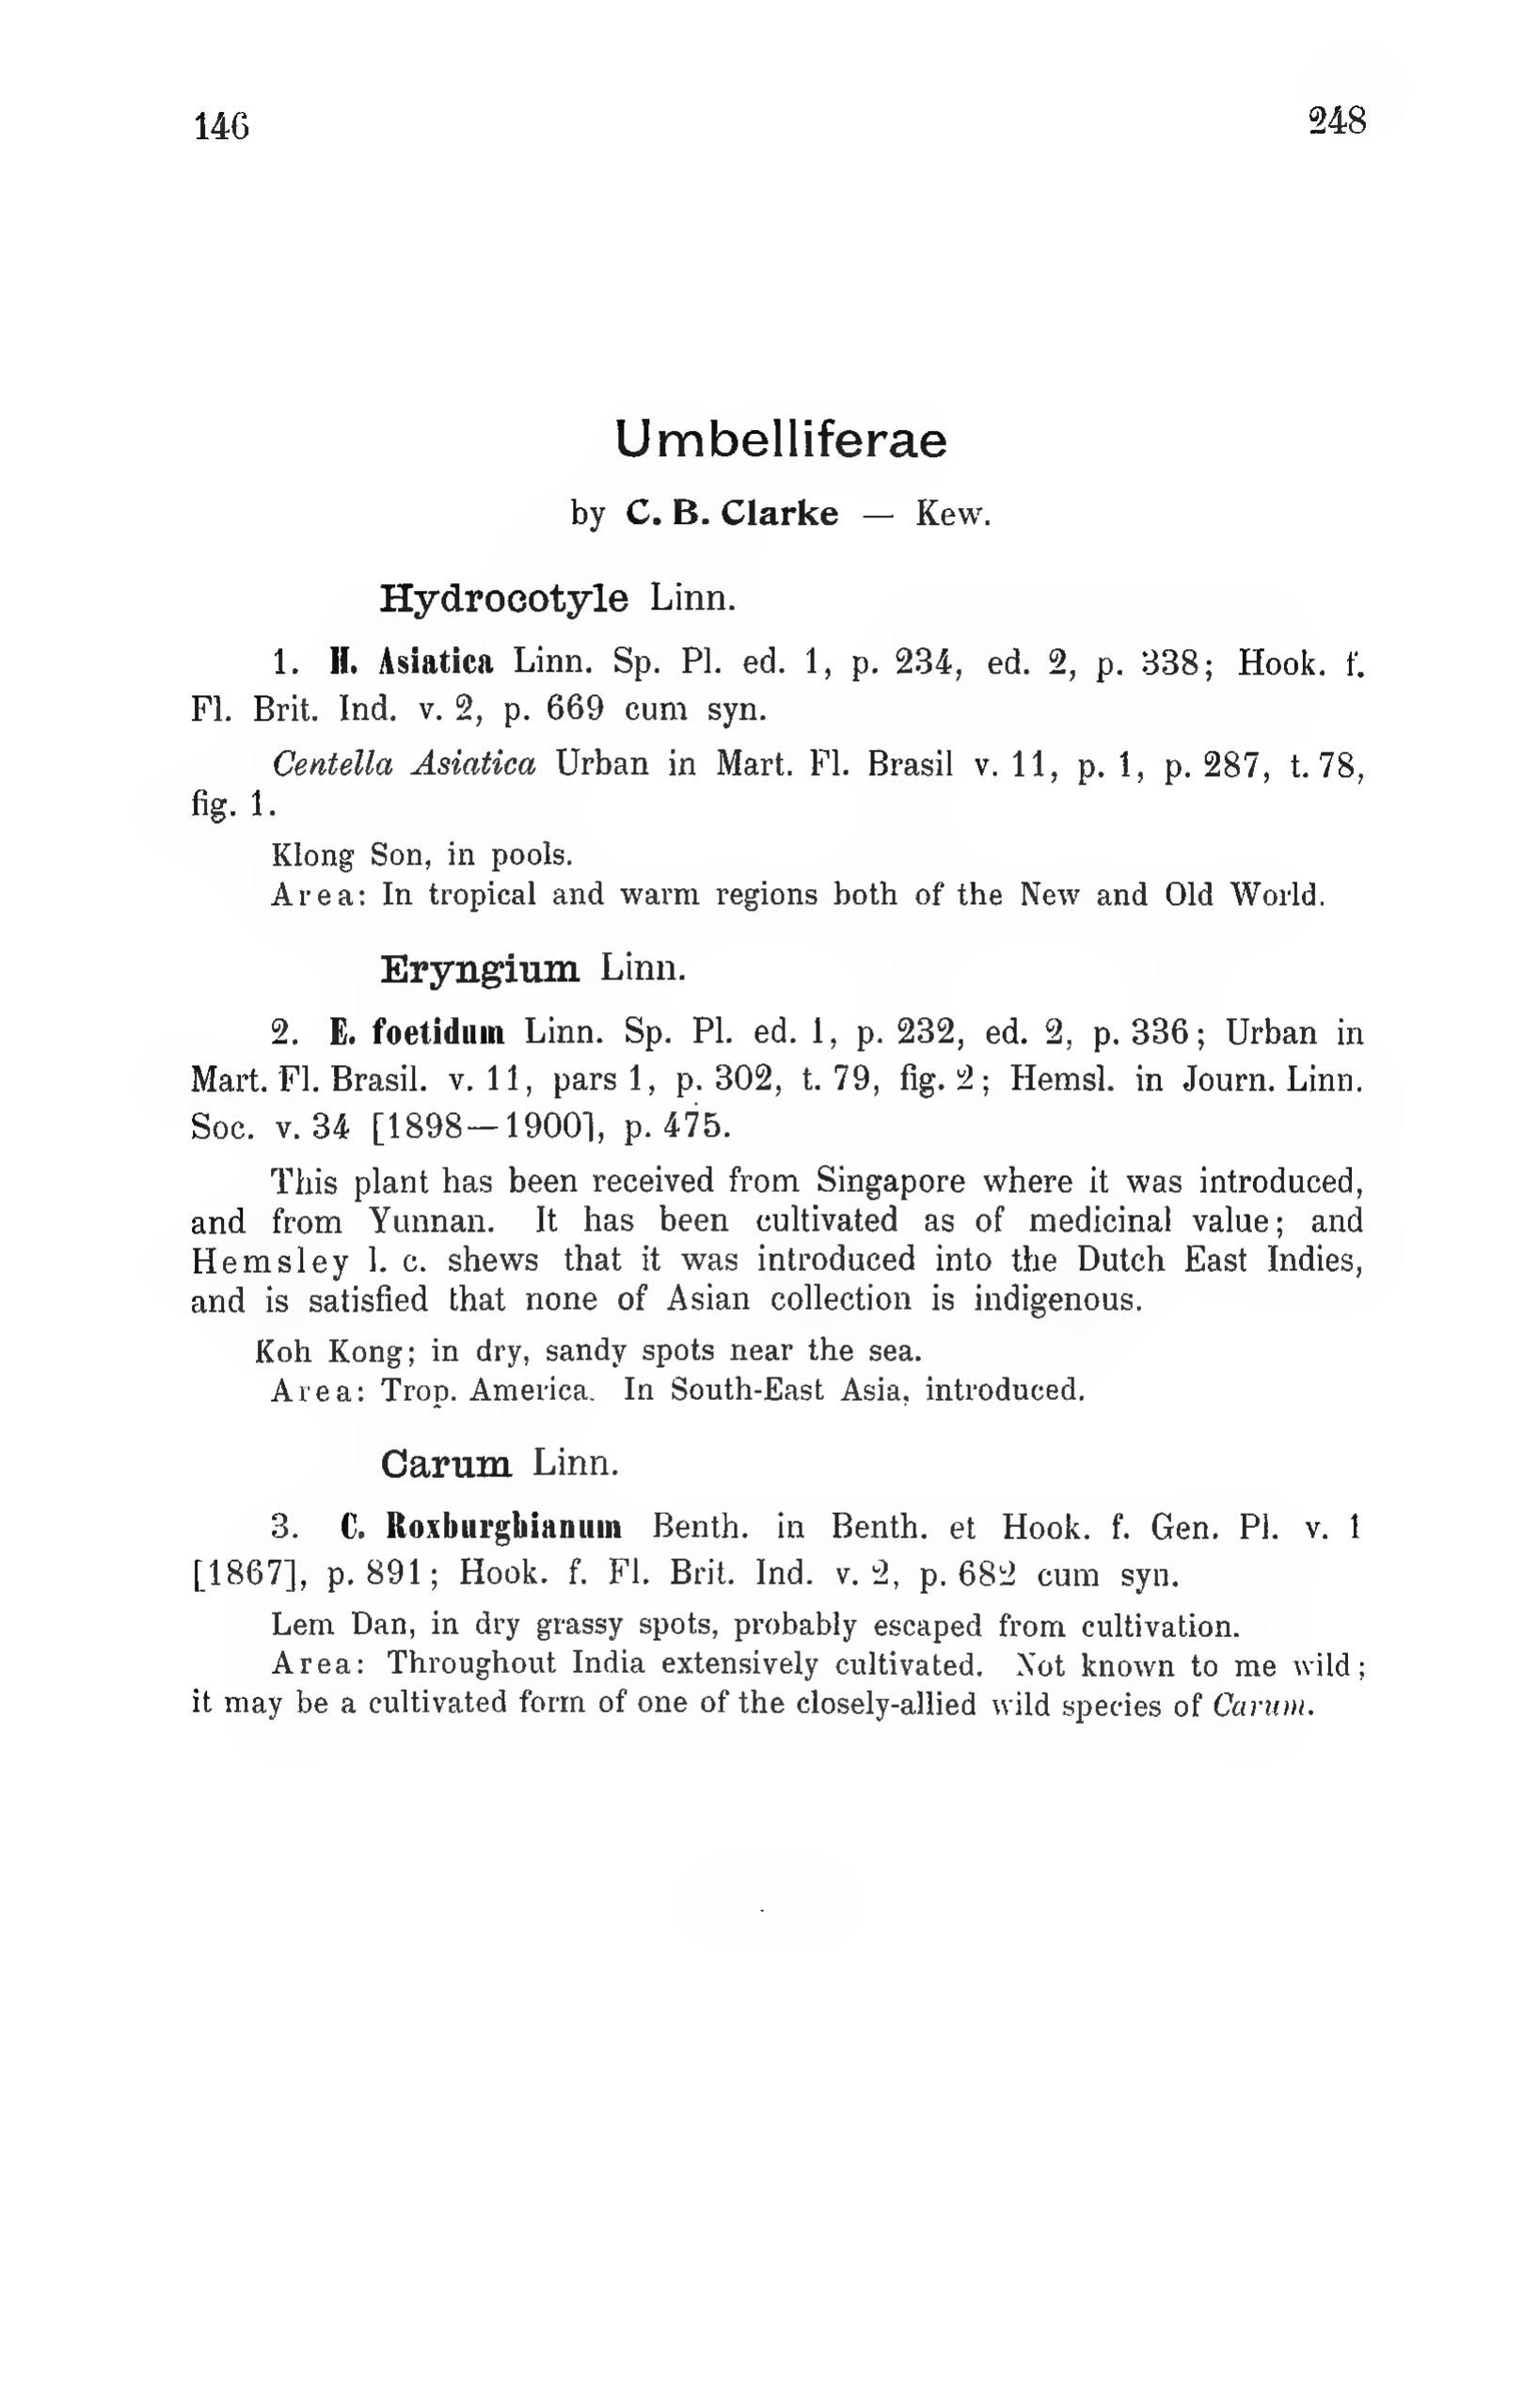 146 248
Umbelliferae
by C. B. Clarke — Kew.
Hydrocotyle Linn.
1. H. Asiatica Linn. Sp. Pl. ed. 1, p. 234, ed. 2, p. 338; Hook. f.
Fl. Brit. Ind. v. 2, p. 669 cum syn.
Centella Asiatica Urban in Mart. Fl. Brasil v. 11, p. 1, p. 287, t. 78,
fig. 1.
Klong Son, in pools.
Area: In tropical and warm regions both of the New and Old World.
Eryngium Linn.
2. E. foetidum Linn. Sp. Pl. ed. 1, p. 232, ed. 2, p. 336; Urban in
Mart. Fl. Brasil. v. 11, pars 1, p. 302, t. 79, fig. 2; Hemsl. in Journ. Linn.
Soc. v. 34 [1898—1900], p. 475.
This plant has been received from Singapore where it was introduced,
and from Yunnan. It has been cultivated as of medicinal value; and
Hemsley l. c. shews that it was introduced into the Dutch East Indies,
and is satisfied that none of Asian collection is indigenous.
Koh Kong; in dry, sandy spots near the sea.
Area: Trop. America. In South-East Asia, introduced.
Carum Linn.
3. C. Roxburghianum Benth. in Benth. et Hook. f. Gen. Pl. v. 1
[1867], p. 891; Hook. f. Fl. Brit. Ind. v. 2, p. 682 cum syn.
Lem Dan, in dry grassy spots, probably escaped from cultivation.
Area: Throughout India extensively cultivated. Not known to me wild;
it may be a cultivated form of one of the closely-allied wild species of Carum.